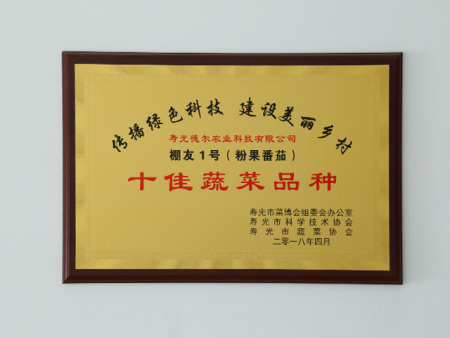 传播绿色科技 建设美丽乡村
寿光德尔农业科技有限公司
棚友1号（粉果番茄）
十佳蔬菜品种
寿光市菜博会组委会办公室
寿光市科学技术协会
寿光市蔬菜协会
二零一八年四月